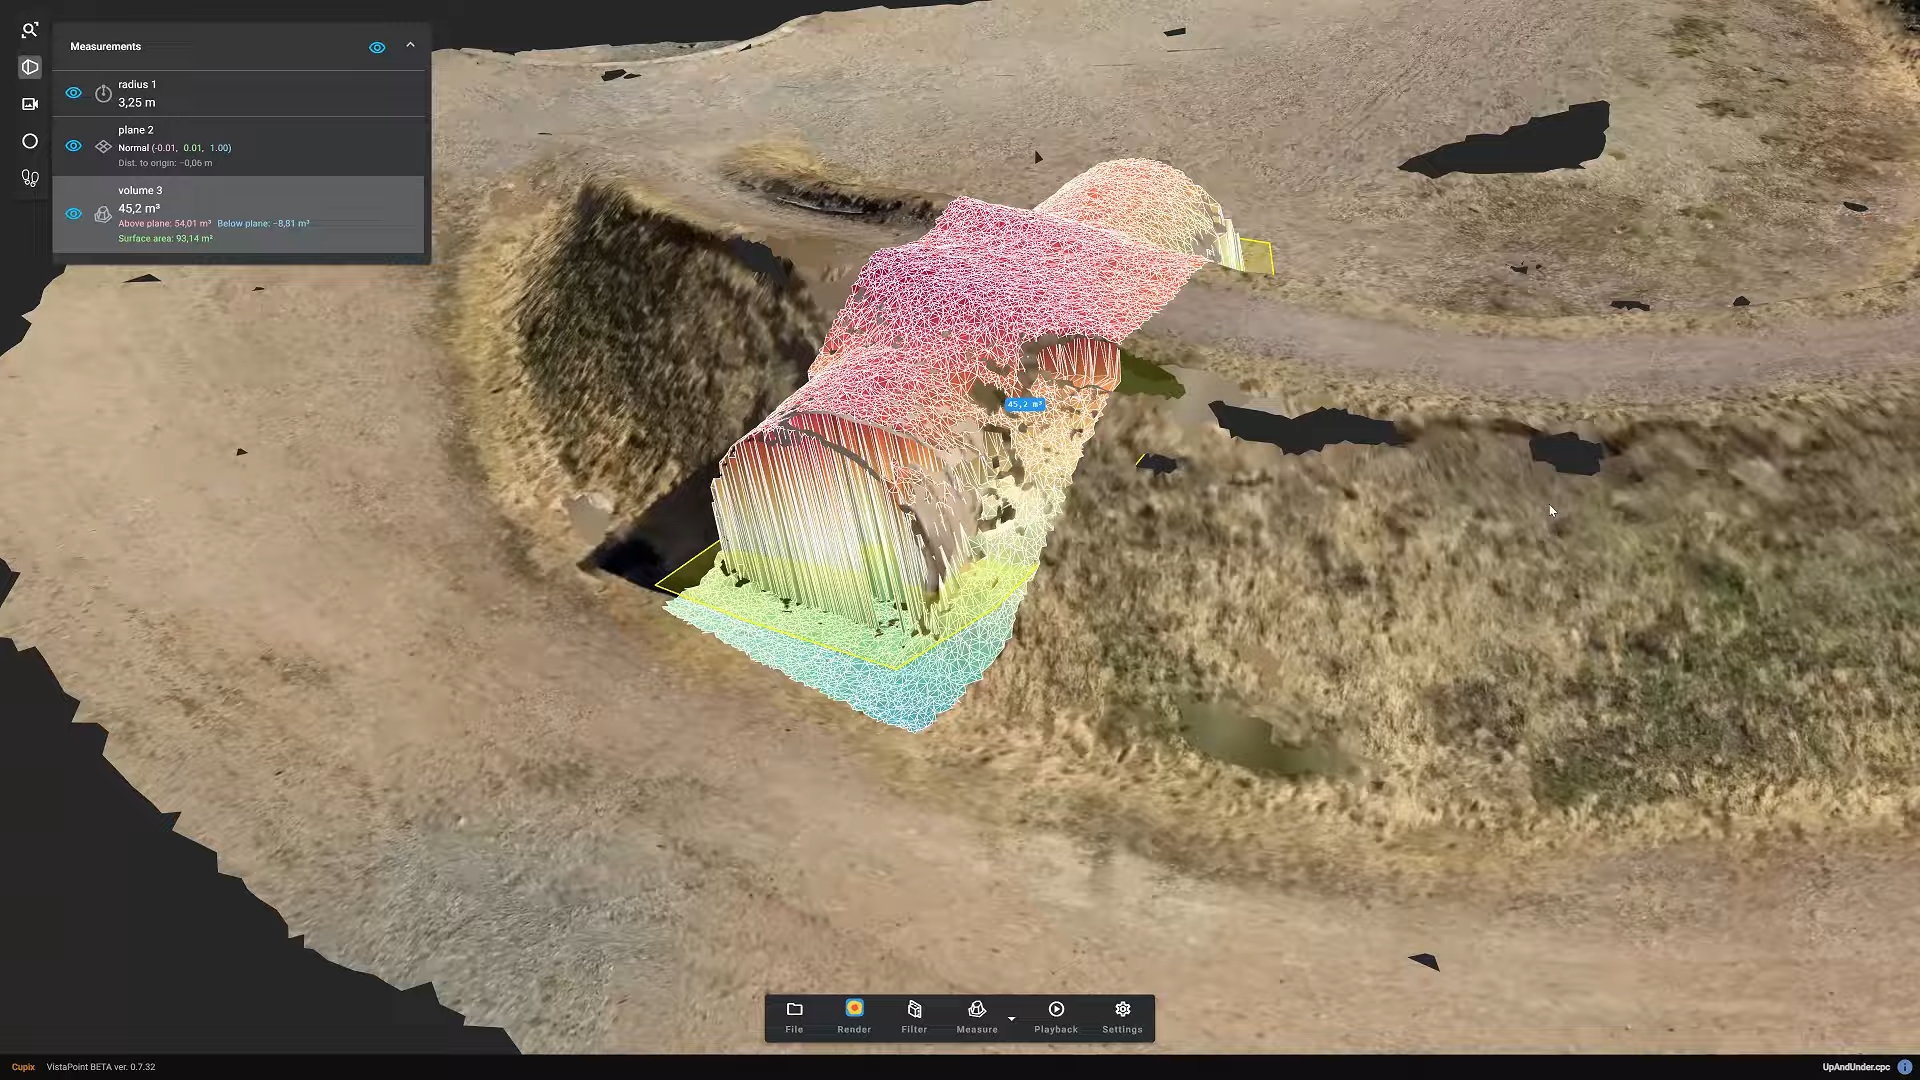 Measurements
radius 1
3,25 m
plane 2
Normal (-0.01, 0.01, 1.00)
Dist. to origin: −0,06 m
volume 3
45,2 m³
Above plane: 54,01 m³ Below plane: −8,81 m³
Surface area: 93,14 m²
45,2 m³
File
Render
Filter
Measure
Playback
Settings
Cupix VistaPoint BETA ver. 0.7.32
UpAndUnder.cpc